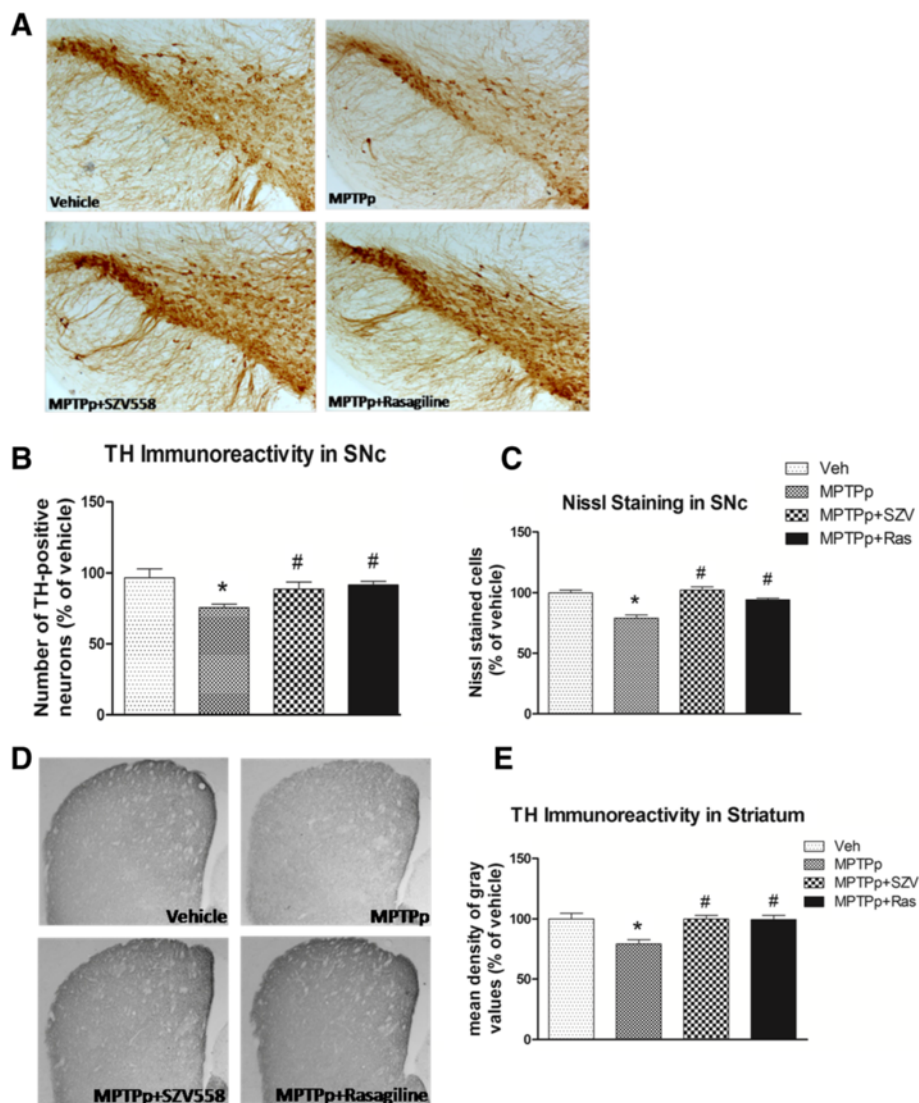 A
Vehicle
MPTPp
MPTPp+SZV558
MPTPp+Rasagiline
B
TH Immunoreactivity in SNc
Number of TH-positive
neurons (% of vehicle)
150
100
50
0
*
#
#
C
Nissl Staining in SNc
Nissl stained cells
(% of vehicle)
150
100
50
0
*
#
#
Veh
MPTPp
MPTPp+SZV
MPTPp+Ras
D
Vehicle
MPTPp
MPTPp+SZV558
MPTPp+Rasagiline
E
TH Immunoreactivity in Striatum
mean density of gray
values (% of vehicle)
150
100
50
0
*
#
#
Veh
MPTPp
MPTPp+SZV
MPTPp+Ras